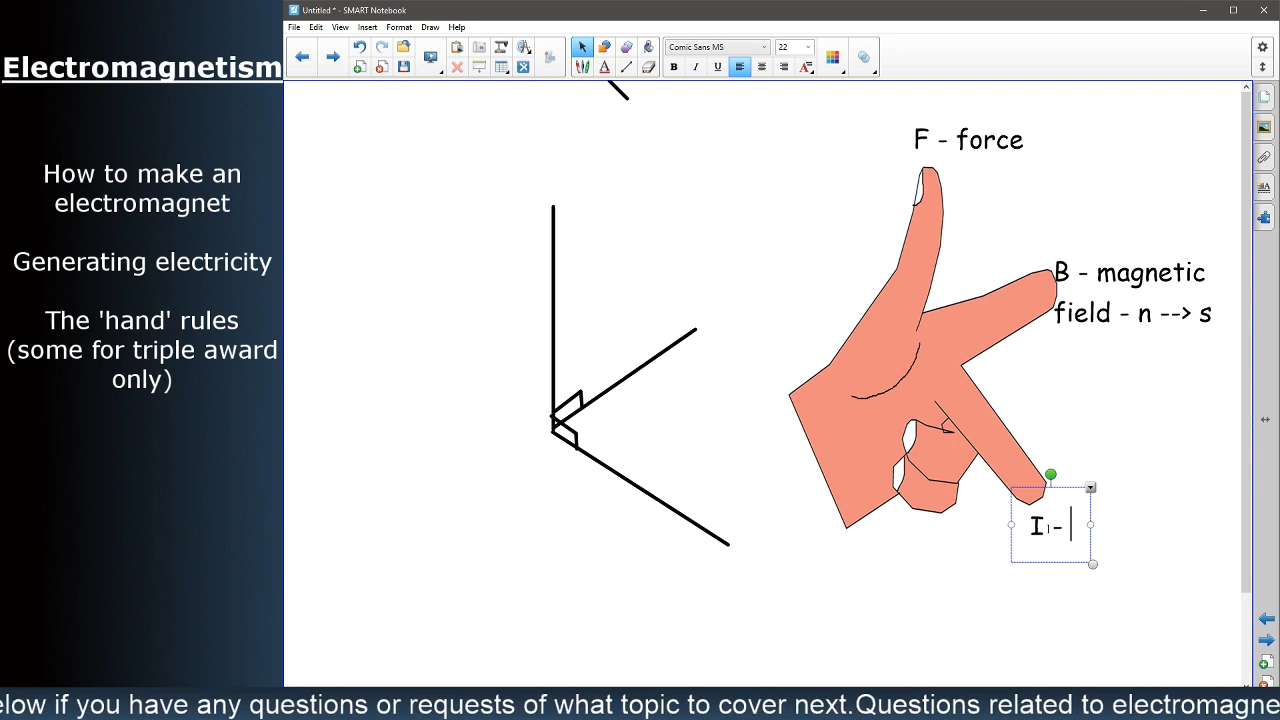 Untitled * - SMART Notebook
File Edit View Insert Format Draw Help
Comic Sans MS 22
B I U
Electromagnetism
How to make an
electromagnet
Generating electricity
The 'hand' rules
(some for triple award
only)
F - force
B - magnetic
field - n --> s
I -
elow if you have any questions or requests of what topic to cover next.Questions related to electromagne